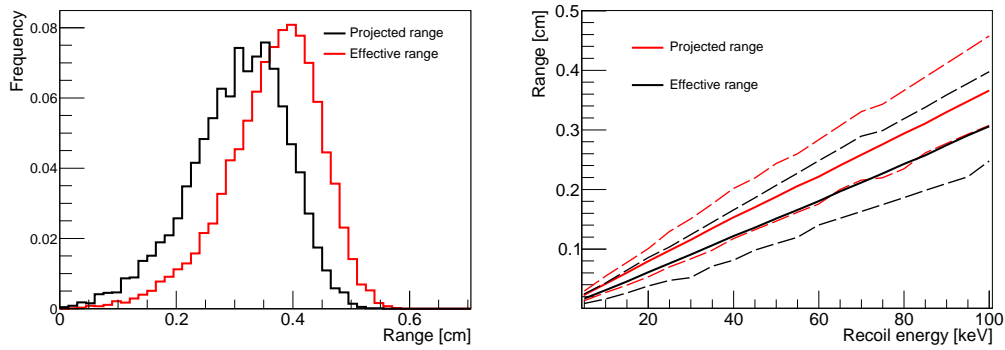 Frequency
0.08
0.06
0.04
0.02
0
Projected range
Effective range
0 0.2 0.4 0.6
Range [cm]
Range [cm]
0.5
0.4
0.3
0.2
0.1
Projected range
Effective range
20 40 60 80 100
Recoil energy [keV]